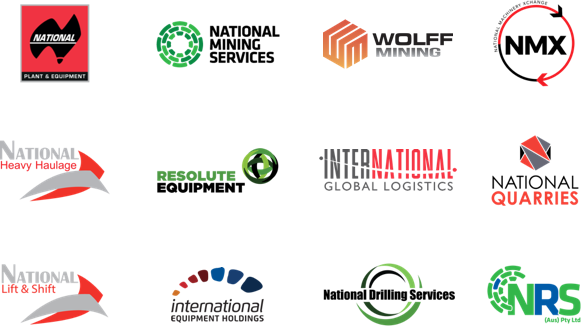 NATIONAL
PLANT & EQUIPMENT
NATIONAL
MINING
SERVICES
WOLFF
MINING
NATIONAL MACHINERY XCHANGE
NMX
NATIONAL
Heavy Haulage
RESOLUTE
EQUIPMENT
INTERNATIONAL
GLOBAL LOGISTICS
NATIONAL
QUARRIES
NATIONAL
Lift & Shift
international
EQUIPMENT HOLDINGS
National Drilling Services
NRS
(Aus) Pty Ltd